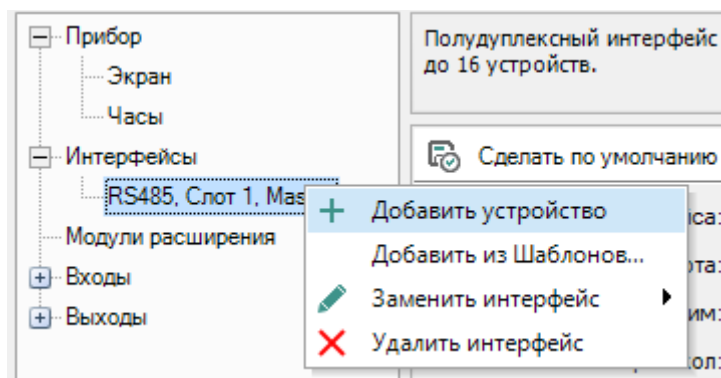 Прибор
Экран
Часы
Интерфейсы
RS485, Слот 1, Mas
Модули расширения
Входы
Выходы
Полудуплексный интерфейс
до 16 устройств.
Сделать по умолчанию
Добавить устройство
Добавить из Шаблонов...
Заменить интерфейс
Удалить интерфейс